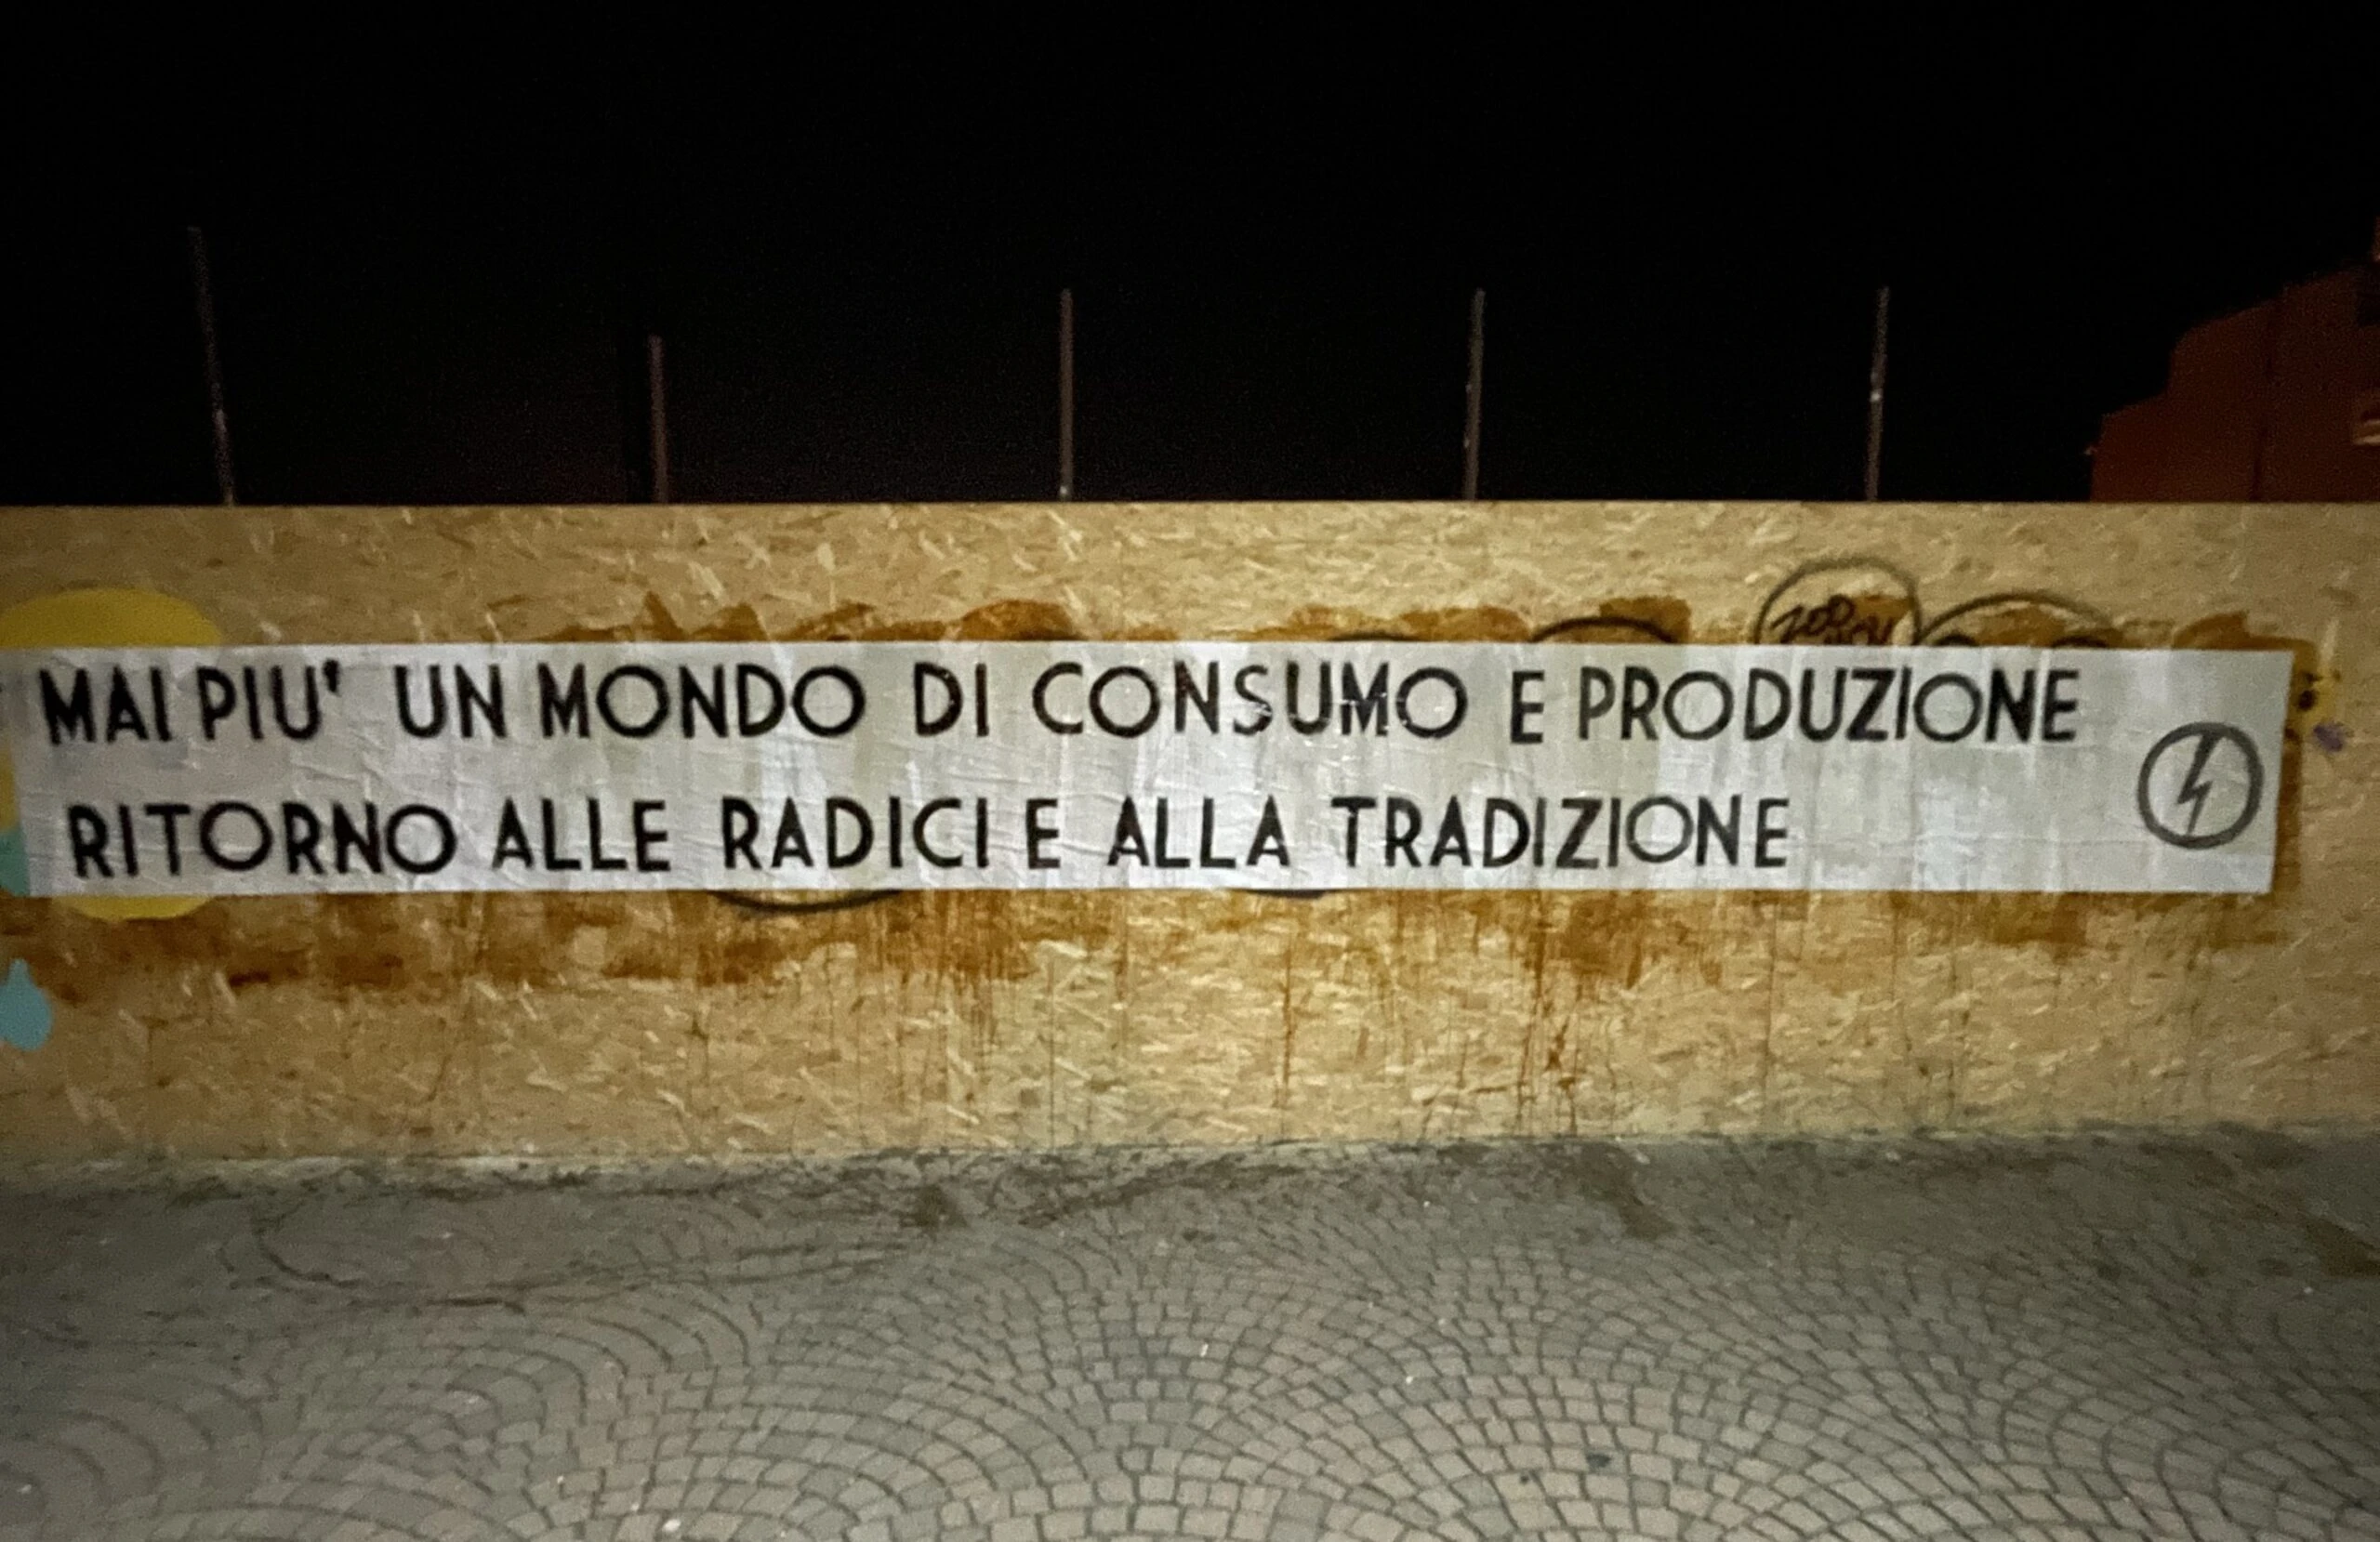 MAI PIU' UN MONDO DI CONSUMO E PRODUZIONE
RITORNO ALLE RADICI E ALLA TRADIZIONE